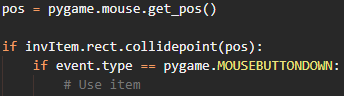 pos = pygame.mouse.get_pos()
if invItem.rect.collidepoint(pos):
if event.type == pygame.MOUSEBUTTONDOWN:
# Use item